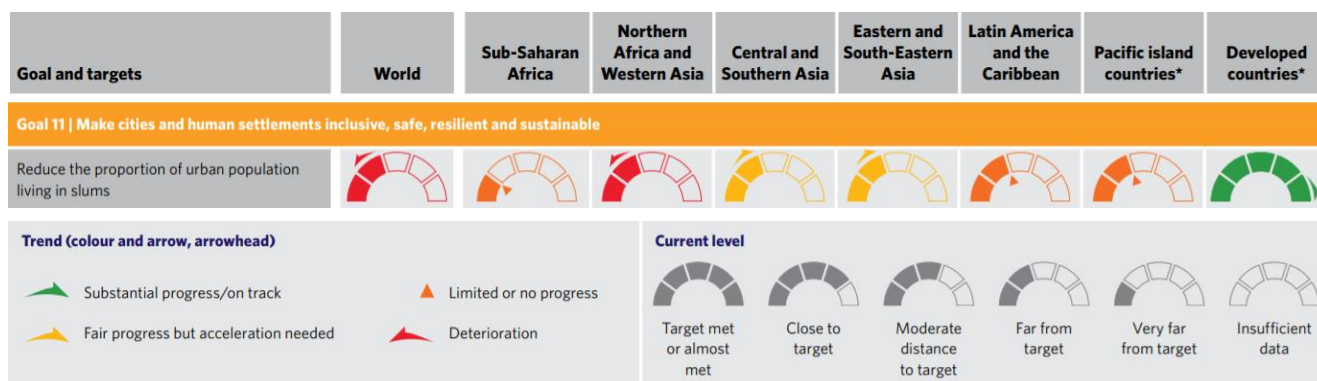 Goal and targets
World
Sub-Saharan
Africa
Northern
Africa and
Western Asia
Central and
Southern Asia
Eastern and
South-Eastern
Asia
Latin America
and the
Caribbean
Pacific island
countries*
Developed
countries*
Goal 11 | Make cities and human settlements inclusive, safe, resilient and sustainable
Reduce the proportion of urban population
living in slums
Trend (colour and arrow, arrowhead)
Substantial progress/on track
Limited or no progress
Fair progress but acceleration needed
Deterioration
Current level
Target met
or almost
met
Close to
target
Moderate
distance
to target
Far from
target
Very far
from target
Insufficient
data